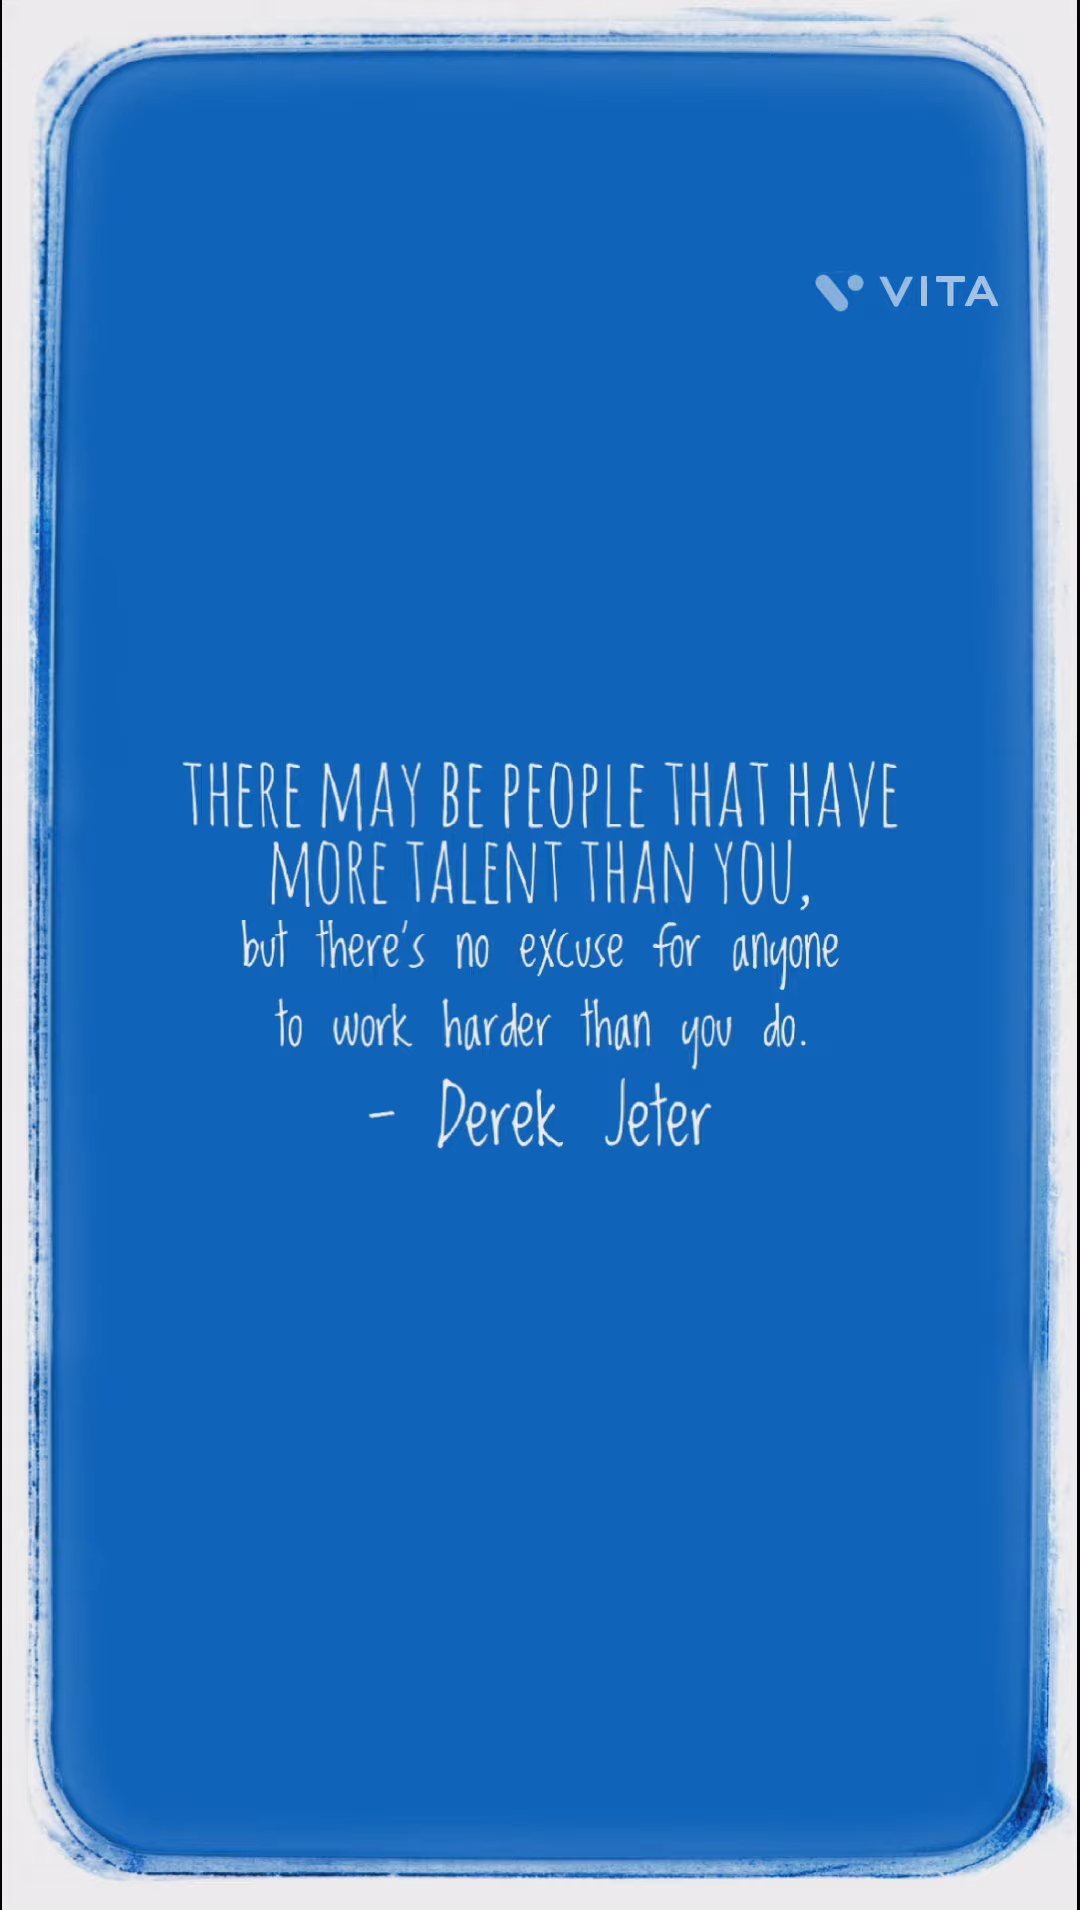 VITA
THERE MAY BE PEOPLE THAT HAVE
MORE TALENT THAN YOU,
but there's no excuse for anyone
to work harder than you do.
- Derek Jeter